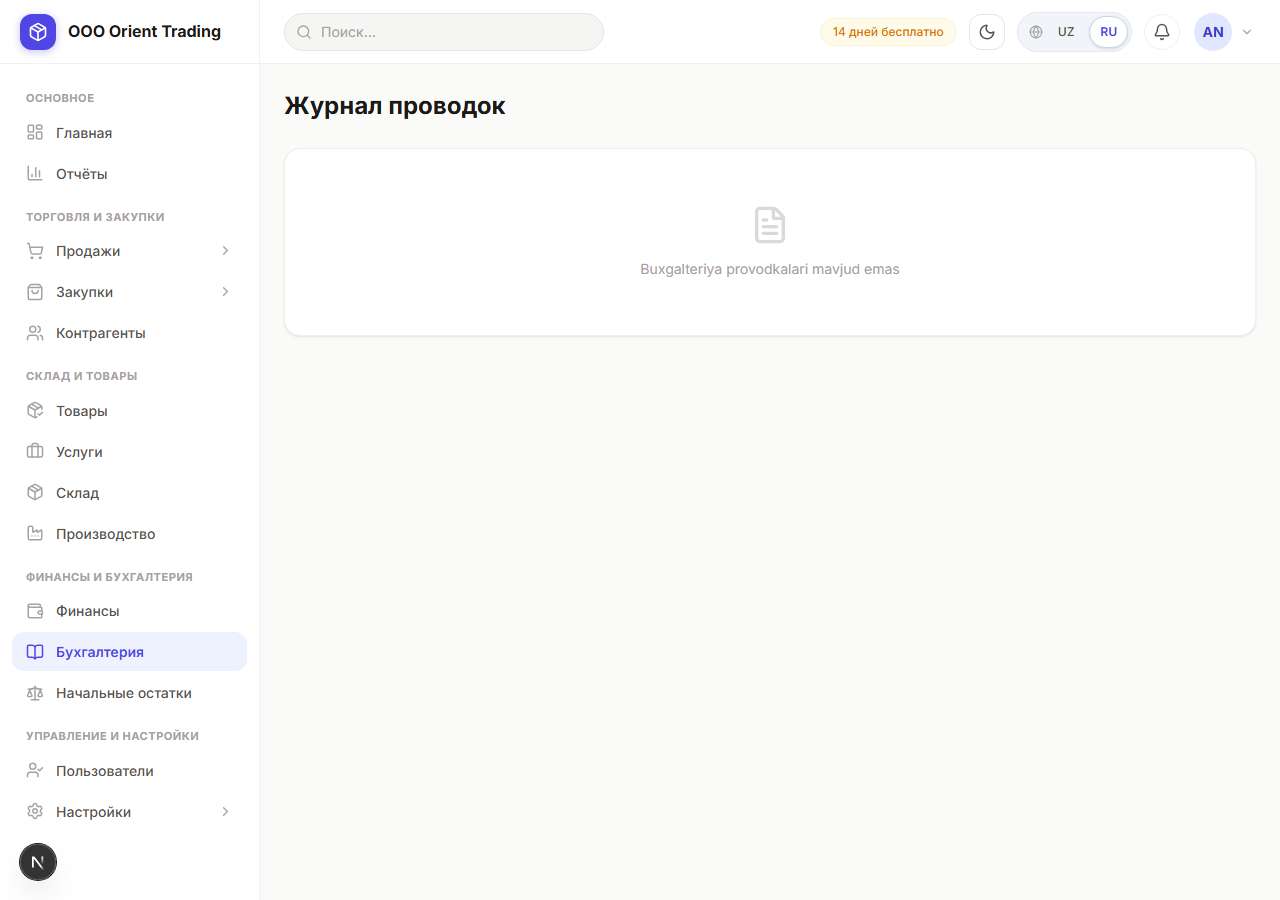 OOO Orient Trading
Поиск...
14 дней бесплатно
UZ
RU
AN
ОСНОВНОЕ
Главная
Отчёты
ТОРГОВЛЯ И ЗАКУПКИ
Продажи
Закупки
Контрагенты
СКЛАД И ТОВАРЫ
Товары
Услуги
Склад
Производство
ФИНАНСЫ И БУХГАЛТЕРИЯ
Финансы
Бухгалтерия
Начальные остатки
УПРАВЛЕНИЕ И НАСТРОЙКИ
Пользователи
Настройки
N
Журнал проводок
Buxgalteriya provodkalari mavjud emas